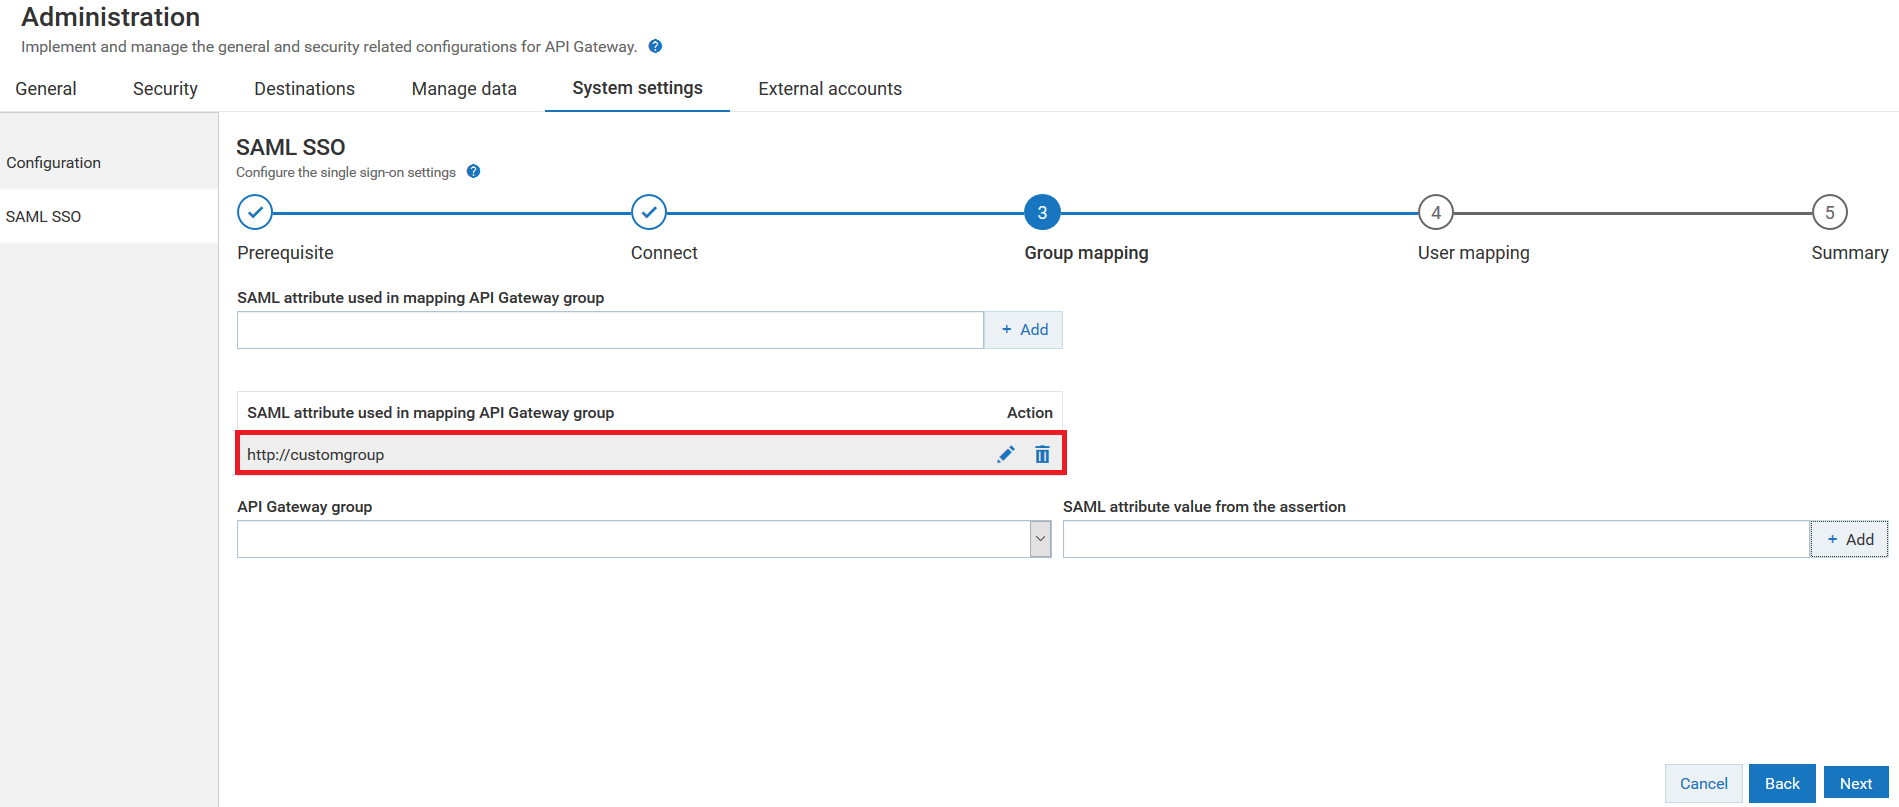 Administration
Implement and manage the general and security related configurations for API Gateway. ?
General Security Destinations Manage data System settings External accounts
Configuration
SAML SSO
SAML SSO
Configure the single sign-on settings ?
3 4 5
Prerequisite Connect Group mapping User mapping Summary
SAML attribute used in mapping API Gateway group
+ Add
SAML attribute used in mapping API Gateway group Action
http://customgroup
API Gateway group SAML attribute value from the assertion
+ Add
Cancel Back Next